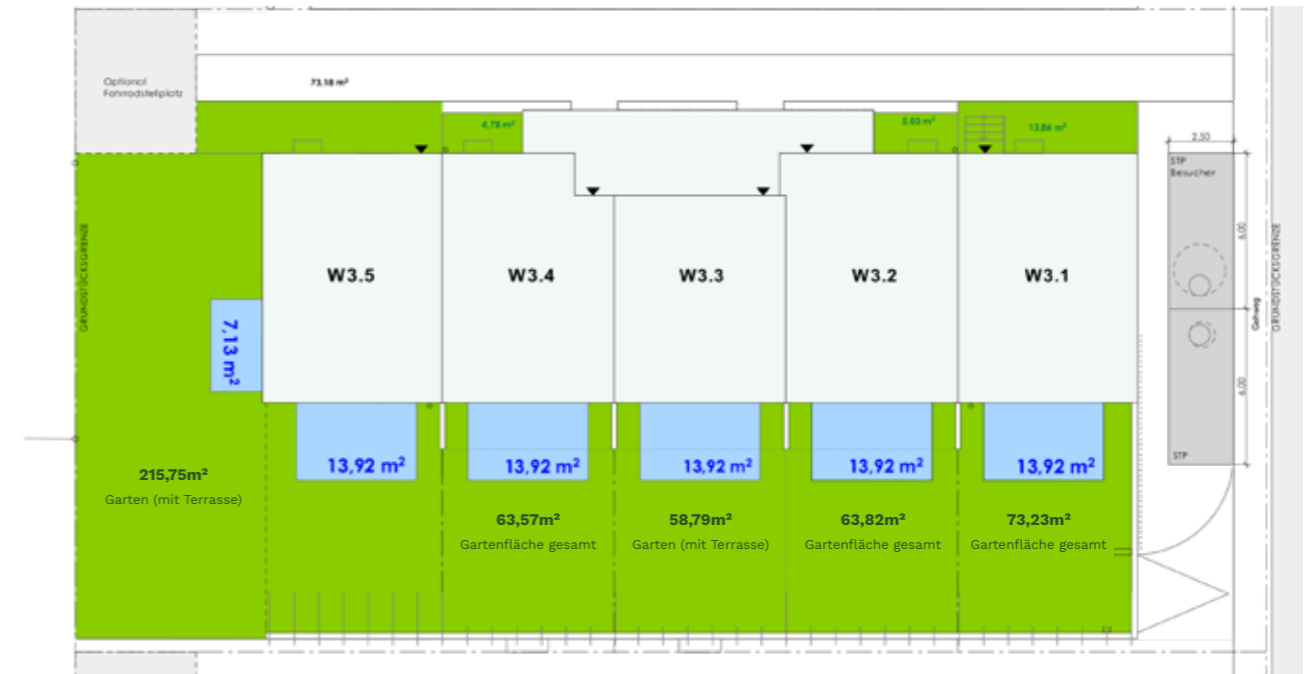 Optional
Fahrradstellplatz
73,18 m²
4,78 m²
5,03 m²
13,86 m²
2,50
STP
Besucher
6,00
GRUNDSTÜCKSGRENZE
GRUNDSTÜCKSGRENZE
W3.5
W3.4
W3.3
W3.2
W3.1
Gehweg
7,13 m²
6,00
13,92 m²
13,92 m²
13,92 m²
13,92 m²
13,92 m²
STP
215,75m²
Garten (mit Terrasse)
63,57m²
Gartenfläche gesamt
58,79m²
Garten (mit Terrasse)
63,82m²
Gartenfläche gesamt
73,23m²
Gartenfläche gesamt